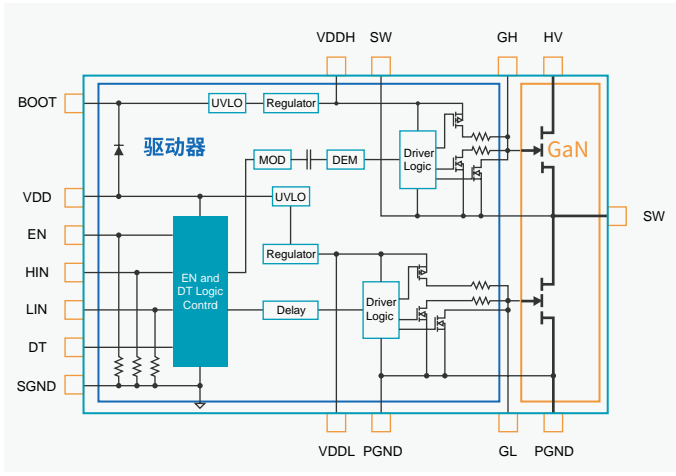 VDDH SW GH HV
BOOT
UVLO
Regulator
驱动器
MOD
DEM
Driver
Logic
GaN
VDD
UVLO
SW
EN
Regulator
HIN
EN and
DT Logic
Contrd
LIN
Delay
Driver
Logic
DT
SGND
VDDL PGND GL PGND